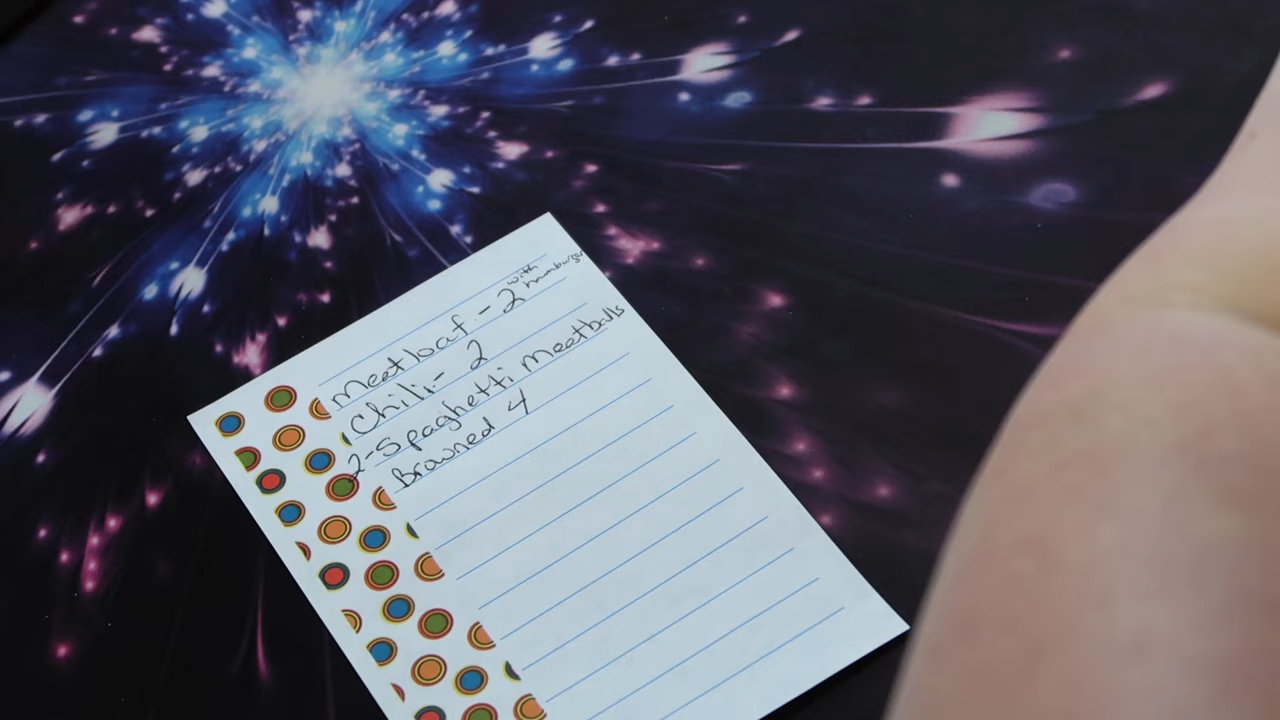 meatloaf - 2 with hamburger
Chili - 2
2-Spaghetti Meatballs
Browned 4